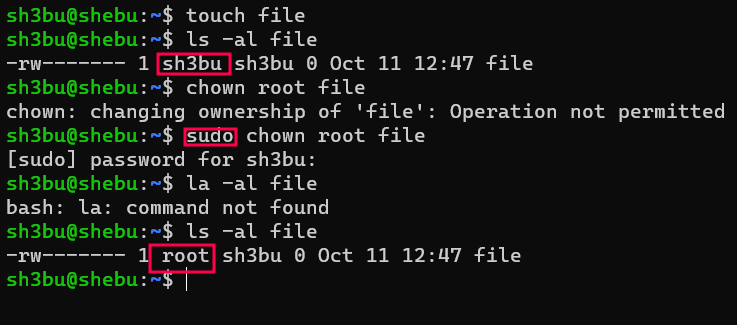 sh3bu@shebu:~$ touch file
sh3bu@shebu:~$ ls -al file
-rw------- 1 sh3bu sh3bu 0 Oct 11 12:47 file
sh3bu@shebu:~$ chown root file
chown: changing ownership of 'file': Operation not permitted
sh3bu@shebu:~$ sudo chown root file
[sudo] password for sh3bu:
sh3bu@shebu:~$ la -al file
bash: la: command not found
sh3bu@shebu:~$ ls -al file
-rw------- 1 root sh3bu 0 Oct 11 12:47 file
sh3bu@shebu:~$